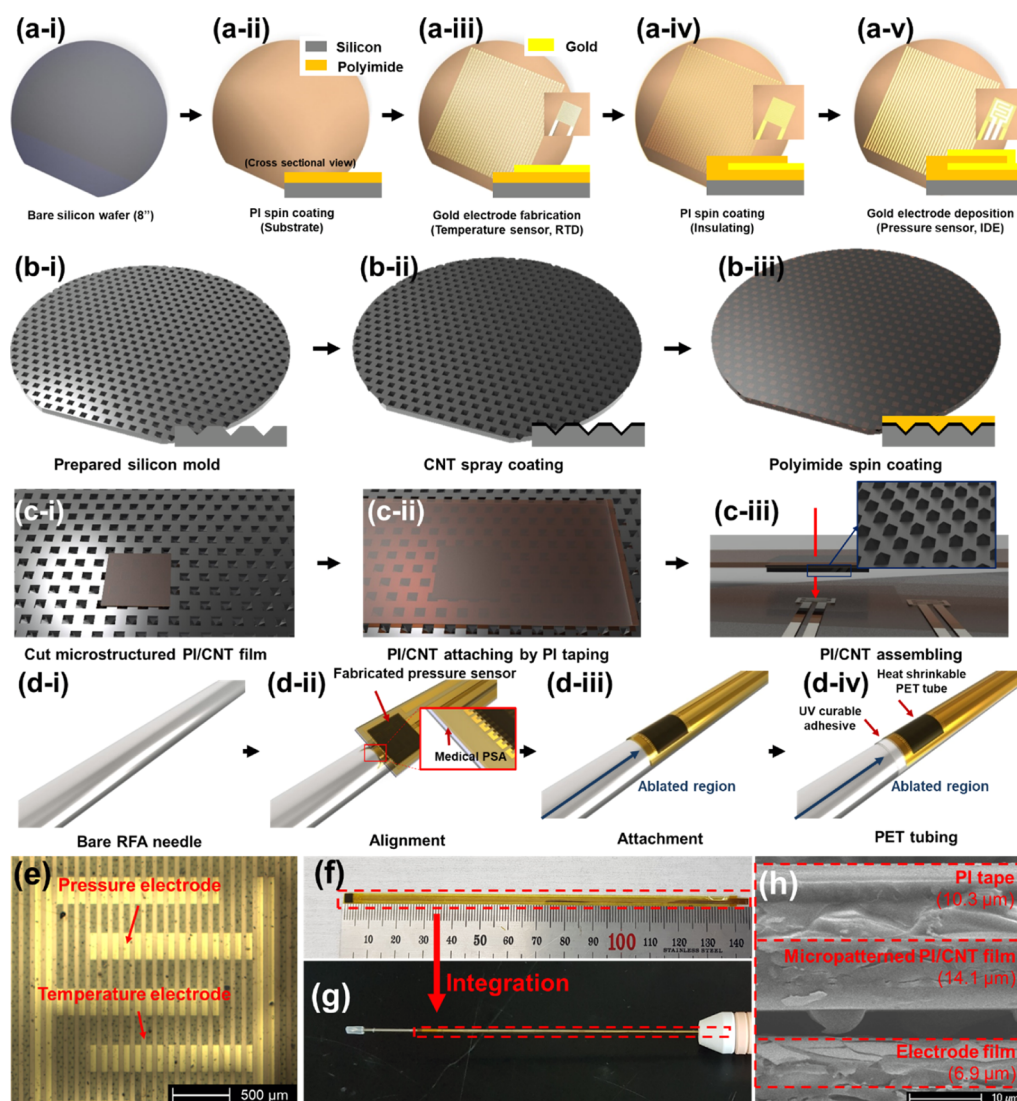 (a-i)
(a-ii)
(a-iii)
(a-iv)
(a-v)
Silicon
Polyimide
Gold
(Cross sectional view)
Bare silicon wafer (8”)
PI spin coating
(Substrate)
Gold electrode fabrication
(Temperature sensor, RTD)
PI spin coating
(Insulating)
Gold electrode deposition
(Pressure sensor, IDE)
(b-i)
(b-ii)
(b-iii)
Prepared silicon mold
CNT spray coating
Polyimide spin coating
(c-i)
(c-ii)
(c-iii)
Cut microstructured PI/CNT film
PI/CNT attaching by PI taping
PI/CNT assembling
(d-i)
(d-ii)
(d-iii)
(d-iv)
Fabricated pressure sensor
Medical PSA
Ablated region
Heat shrinkable
PET tube
UV curable
adhesive
Ablated region
Bare RFA needle
Alignment
Attachment
PET tubing
(e)
Pressure electrode
Temperature electrode
500 µm
(f)
10 20 30 40 50 60 70 80 90 100 110 120 130 140
STAINLESS STEEL
Integration
(g)
(h)
PI tape
(10.3 µm)
Micropatterned PI/CNT film
(14.1 µm)
Electrode film
(6.9 µm)
10 µm